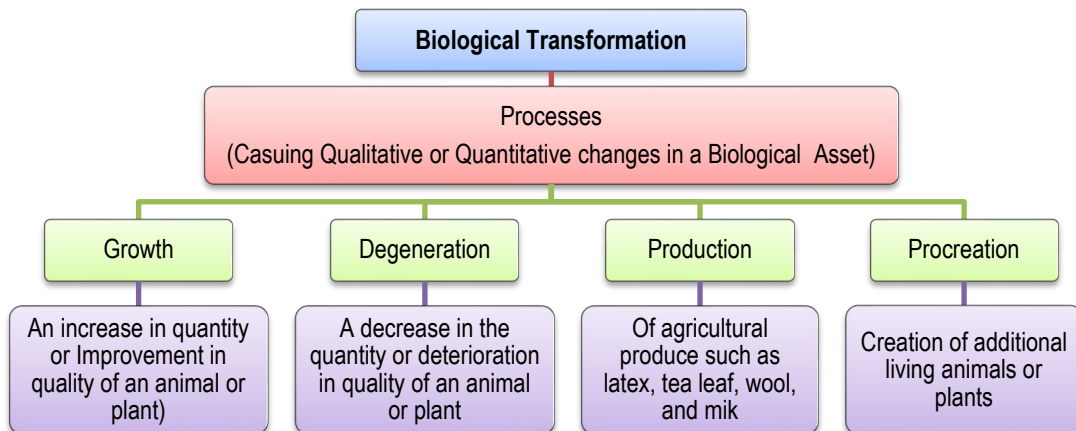 Biological Transformation
Processes
(Casuing Qualitative or Quantitative changes in a Biological Asset)
Growth
Degeneration
Production
Procreation
An increase in quantity
or Improvement in
quality of an animal or
plant)
A decrease in the
quantity or deterioration
in quality of an animal
or plant
Of agricultural
produce such as
latex, tea leaf, wool,
and mik
Creation of additional
living animals or
plants